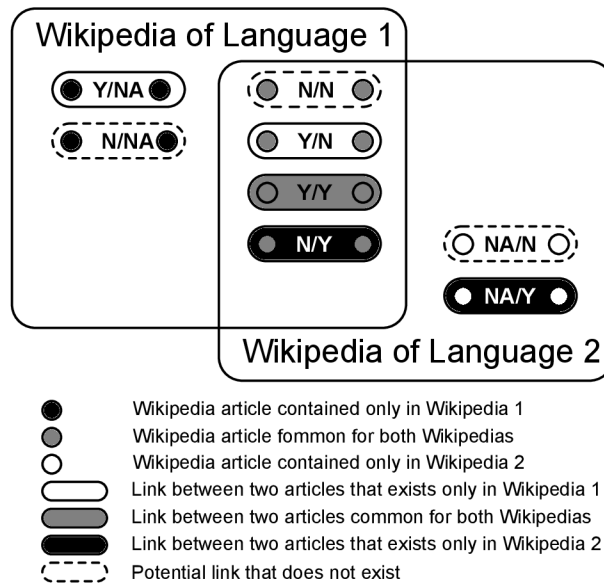 Wikipedia of Language 1
Y/NA
N/N
N/NA
Y/N
Y/Y
N/Y
NA/N
NA/Y
Wikipedia of Language 2
Wikipedia article contained only in Wikipedia 1
Wikipedia article fommon for both Wikipedias
Wikipedia article contained only in Wikipedia 2
Link between two articles that exists only in Wikipedia 1
Link between two articles common for both Wikipedias
Link between two articles that exists only in Wikipedia 2
Potential link that does not exist